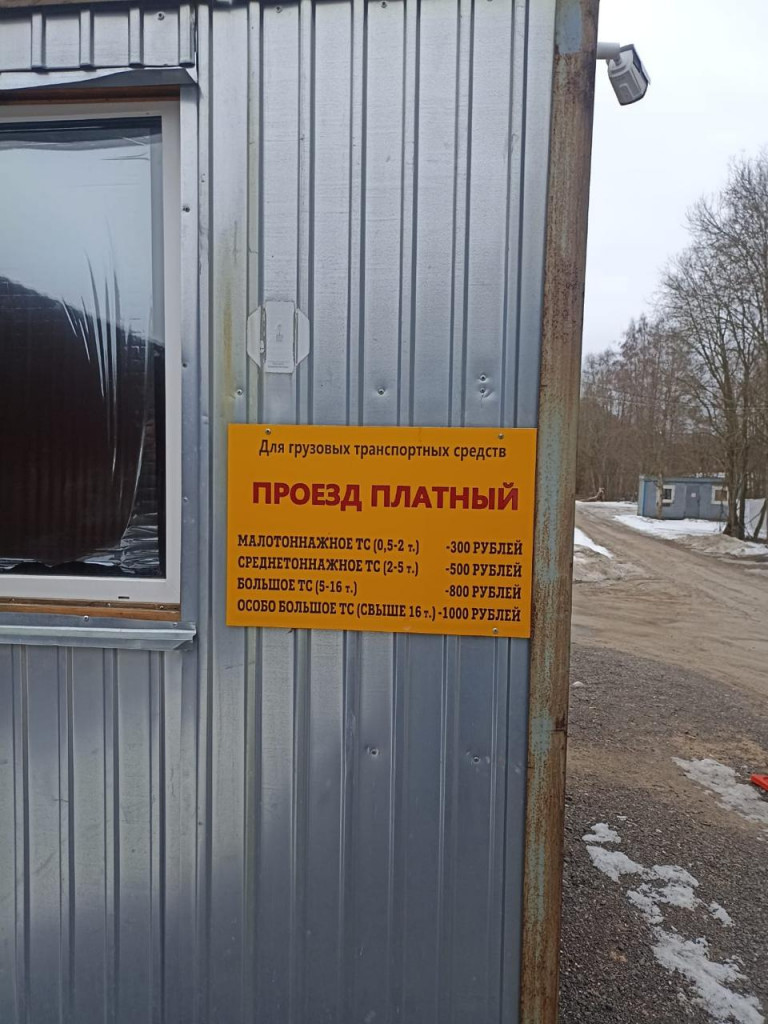 Для грузовых транспортных средств
ПРОЕЗД ПЛАТНЫЙ
МАЛОТОННАЖНОЕ ТС (0,5-2 т.) -300 РУБЛЕЙ
СРЕДНЕТОННАЖНОЕ ТС (2-5 т.) -500 РУБЛЕЙ
БОЛЬШОЕ ТС (5-16 т.) -800 РУБЛЕЙ
ОСОБО БОЛЬШОЕ ТС (СВЫШЕ 16 т.) -1000 РУБЛЕЙ